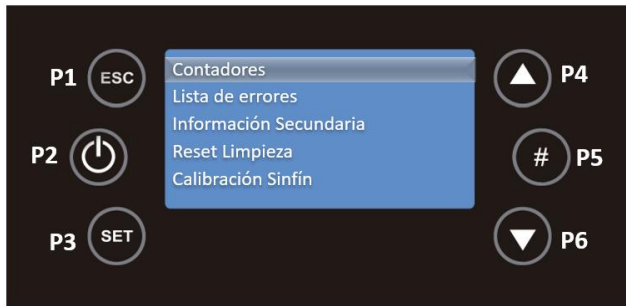 P1 ESC
P2
P3 SET
Contadores
Lista de errores
Información Secundaria
Reset Limpieza
Calibración Sinfín
P4
# P5
P6